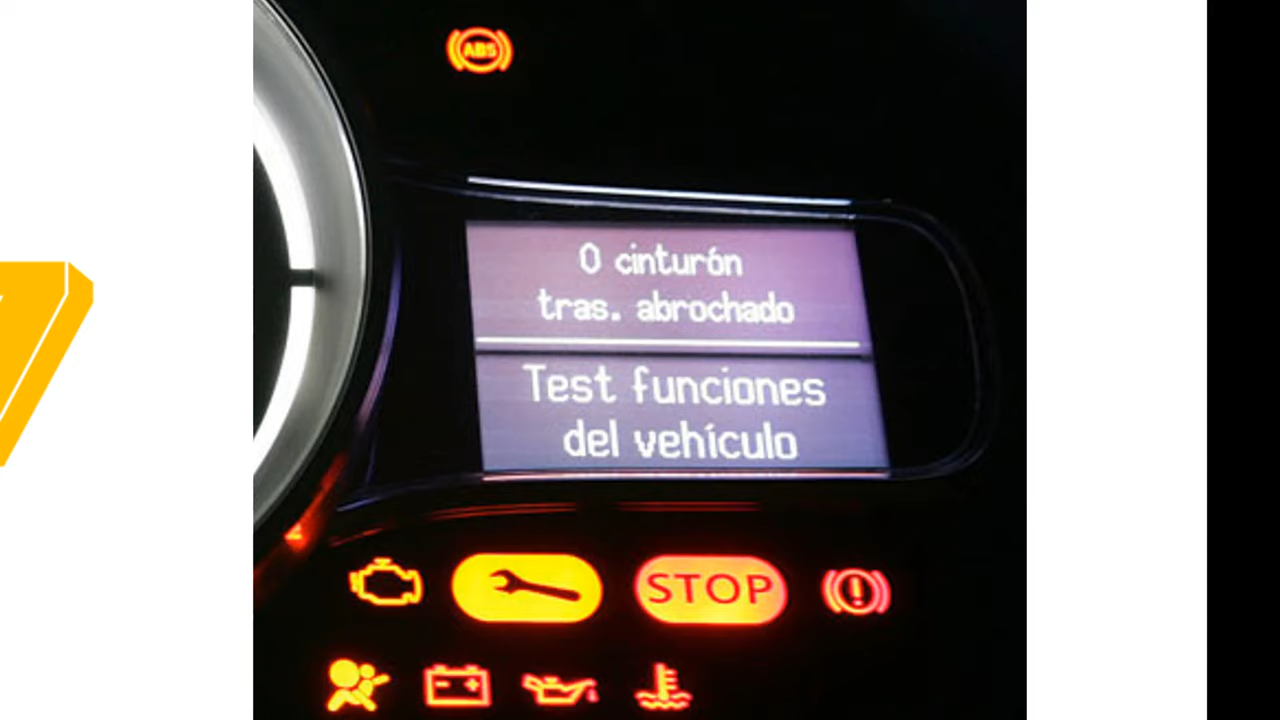 ABS
0 cinturón
tras. abrochado
Test funciones
del vehículo
STOP